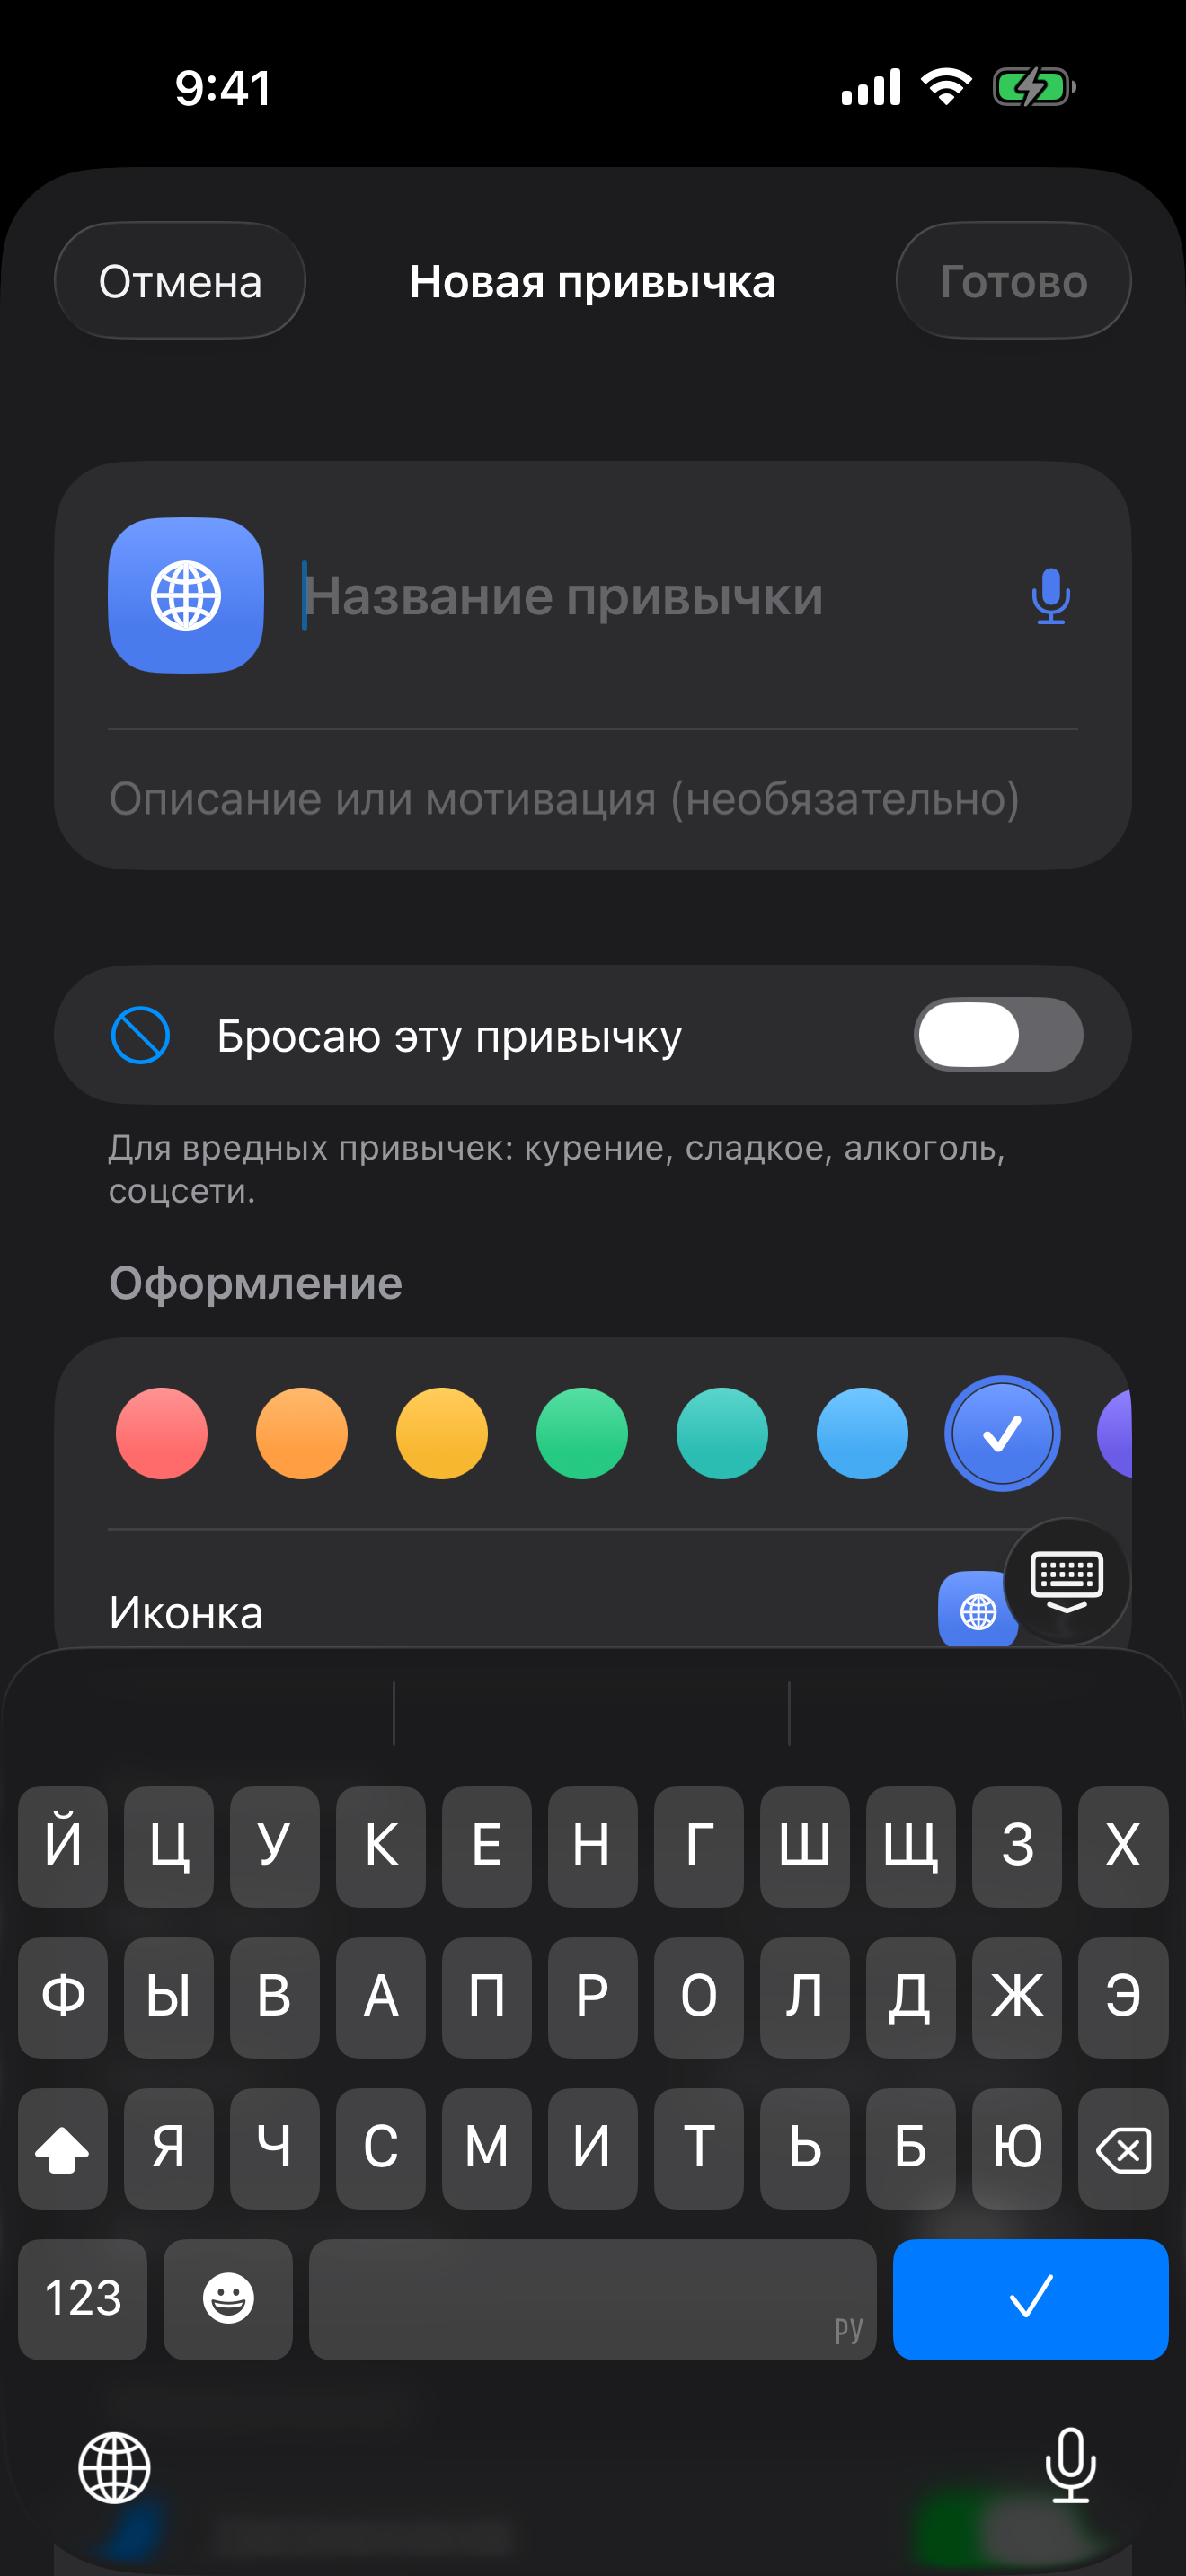 9:41
Отмена
Новая привычка
Готово
Название привычки
Описание или мотивация (необязательно)
Бросаю эту привычку
Для вредных привычек: курение, сладкое, алкоголь,
соцсети.
Оформление
Иконка
Й Ц У К Е Н Г Ш Щ З Х
Ф Ы В А П Р О Л Д Ж Э
Я Ч С М И Т Ь Б Ю
123
РУ